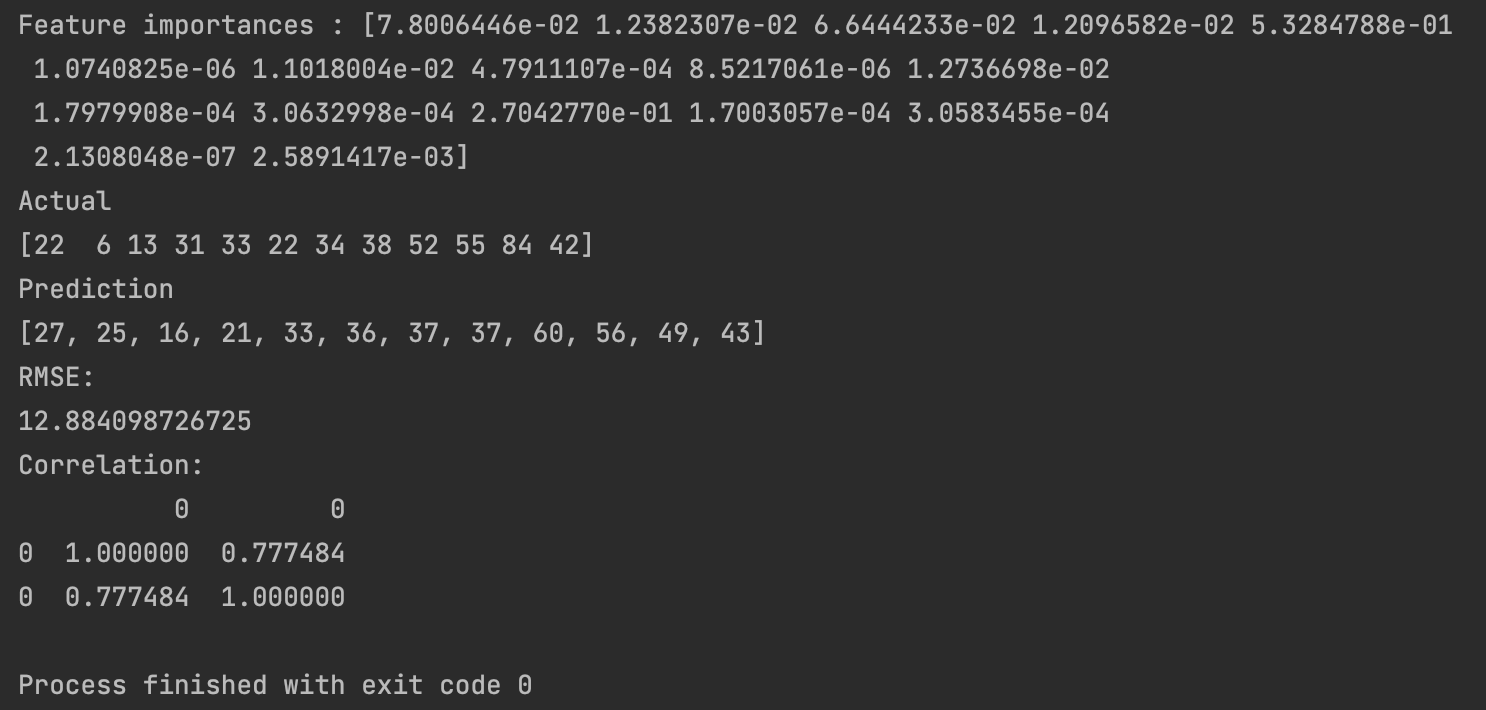 Feature importances : [7.8006446e-02 1.2382307e-02 6.6444233e-02 1.2096582e-02 5.3284788e-01
 1.0740825e-06 1.1018004e-02 4.7911107e-04 8.5217061e-06 1.2736698e-02
 1.7979908e-04 3.0632998e-04 2.7042770e-01 1.7003057e-04 3.0583455e-04
 2.1308048e-07 2.5891417e-03]
Actual
[22  6 13 31 33 22 34 38 52 55 84 42]
Prediction
[27, 25, 16, 21, 33, 36, 37, 37, 60, 56, 49, 43]
RMSE:
12.884098726725
Correlation:
          0         0
0  1.000000  0.777484
0  0.777484  1.000000
Process finished with exit code 0